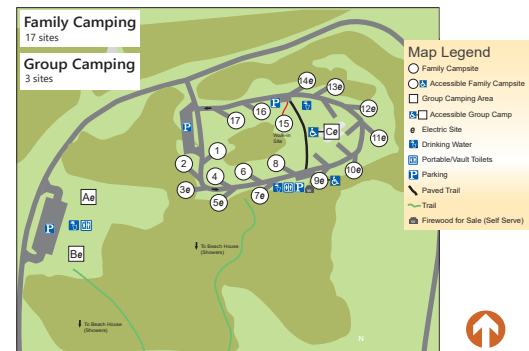 Family Camping
17 sites
Group Camping
3 sites
Map Legend
Family Campsite
Accessible Family Campsite
Group Camping Area
Accessible Group Camp
e Electric Site
Drinking Water
Portable/Vault Toilets
P Parking
Paved Trail
Trail
Firewood for Sale (Self Serve)
14e
13e
P
16
12e
17
15
Walk-in
Site
Ce
11e
P
1
2
4
6
8
10e
3e
7e
P
9e
5e
Ae
P
Be
To Beach House
(Showers)
To Beach House
(Showers)
N